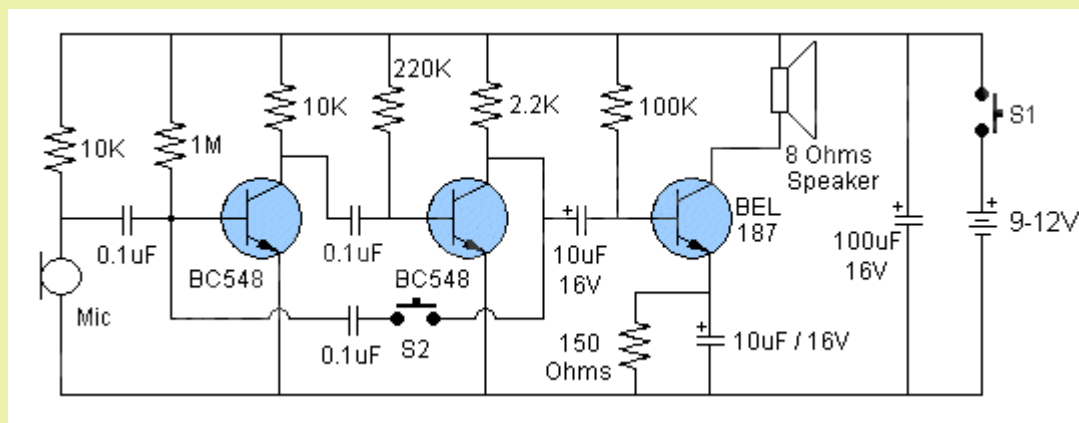 220K
10K
10K
1M
2.2K
100K
8 Ohms
Speaker
S1
BEL
187
9-12V
0.1uF
BC548
0.1uF
BC548
10uF
16V
100uF
16V
Mic
0.1uF
S2
150
Ohms
10uF / 16V